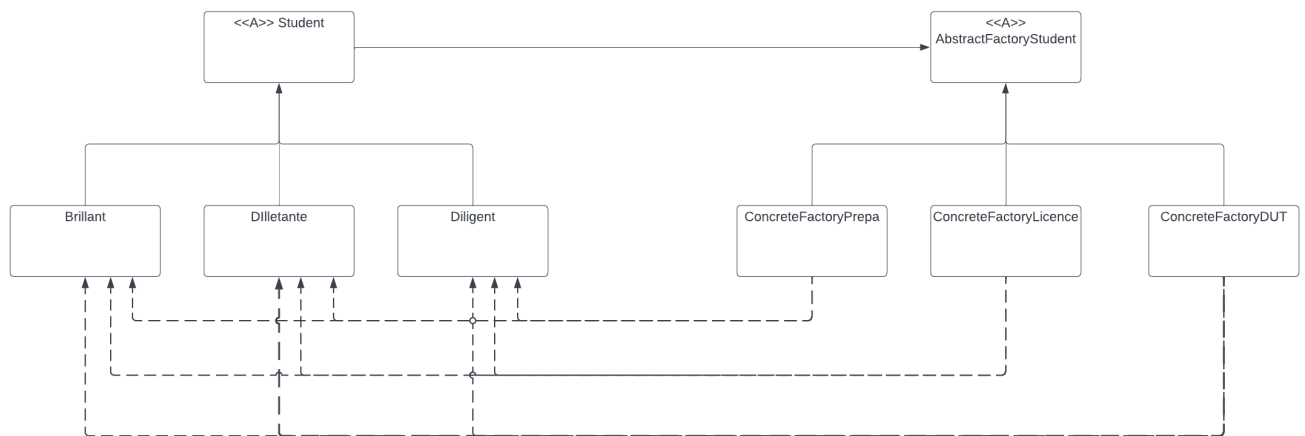 <<A>> Student
<<A>>
AbstractFactoryStudent
Brillant
DIlletante
Diligent
ConcreteFactoryPrepa
ConcreteFactoryLicence
ConcreteFactoryDUT